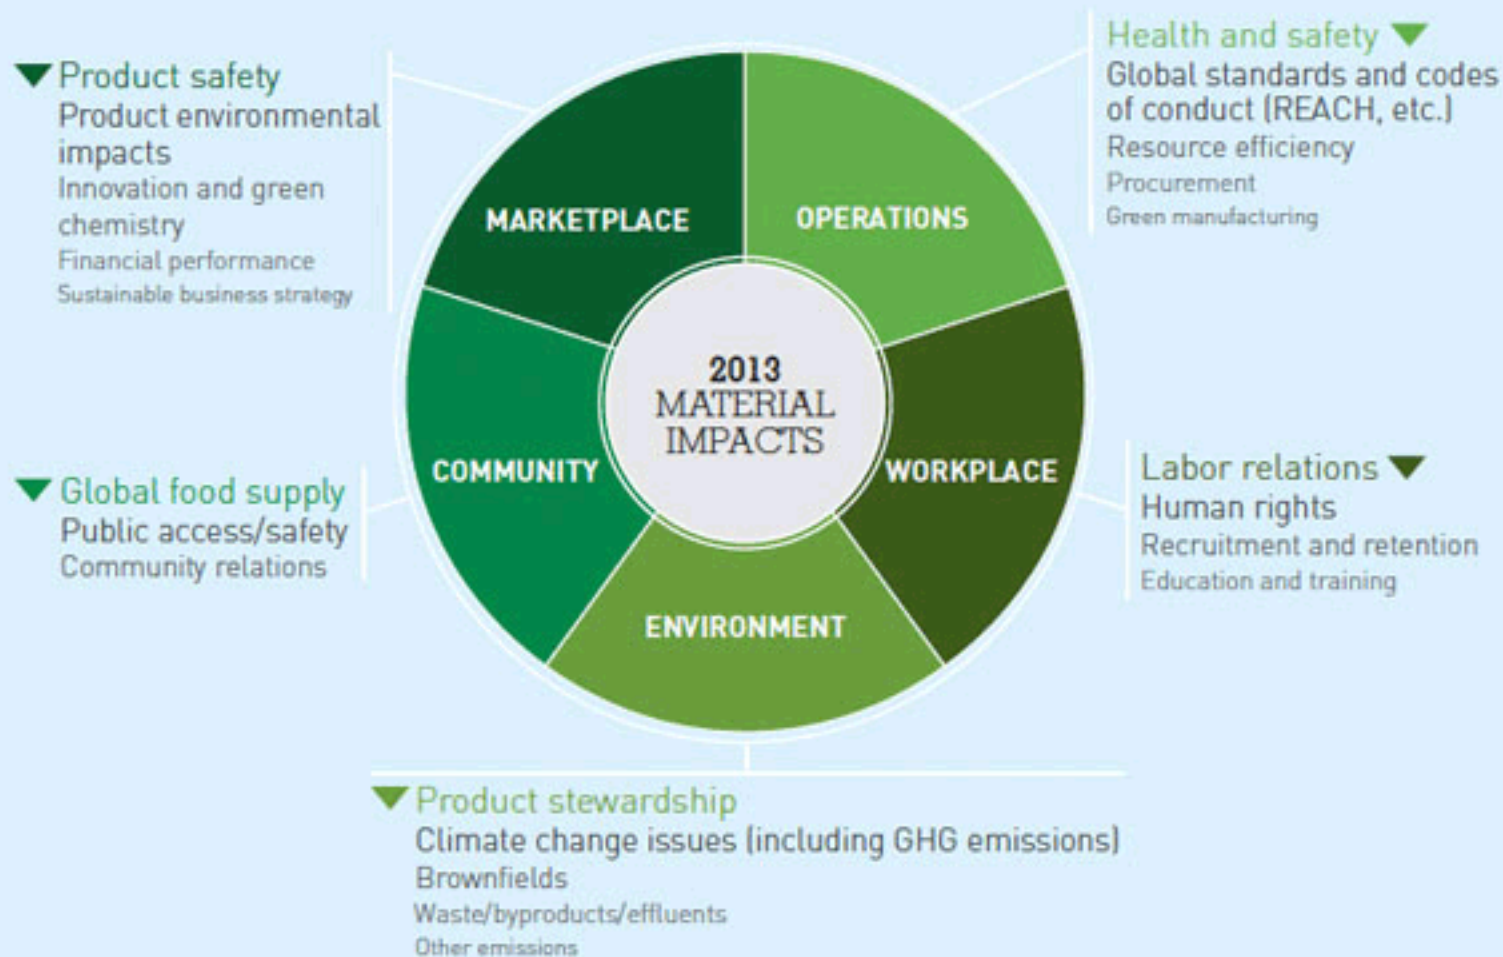 Product safety
Product environmental
impacts
Innovation and green
chemistry
Financial performance
Sustainable business strategy
Health and safety
Global standards and codes
of conduct (REACH, etc.)
Resource efficiency
Procurement
Green manufacturing
MARKETPLACE
OPERATIONS
2013
MATERIAL
IMPACTS
COMMUNITY
WORKPLACE
ENVIRONMENT
Global food supply
Public access/safety
Community relations
Labor relations
Human rights
Recruitment and retention
Education and training
Product stewardship
Climate change issues (including GHG emissions)
Brownfields
Waste/byproducts/effluents
Other emissions